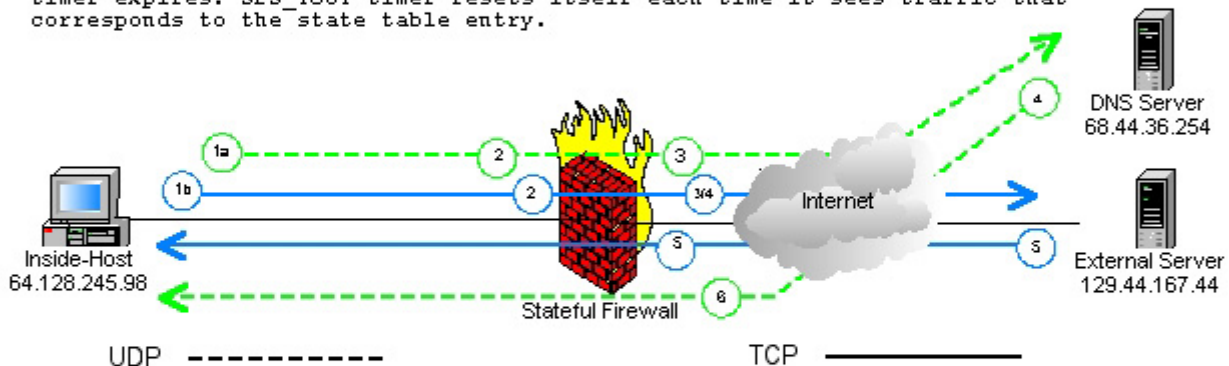 timer expires. timer resets itself each time it sees traffic that
corresponds to the state table entry.
DNS Server
68.44.36.254
1a
2
3
4
1b
2
3/4
Internet
Inside-Host
64.128.245.98
5
5
External Server
129.44.167.44
6
Stateful Firewall
UDP
TCP